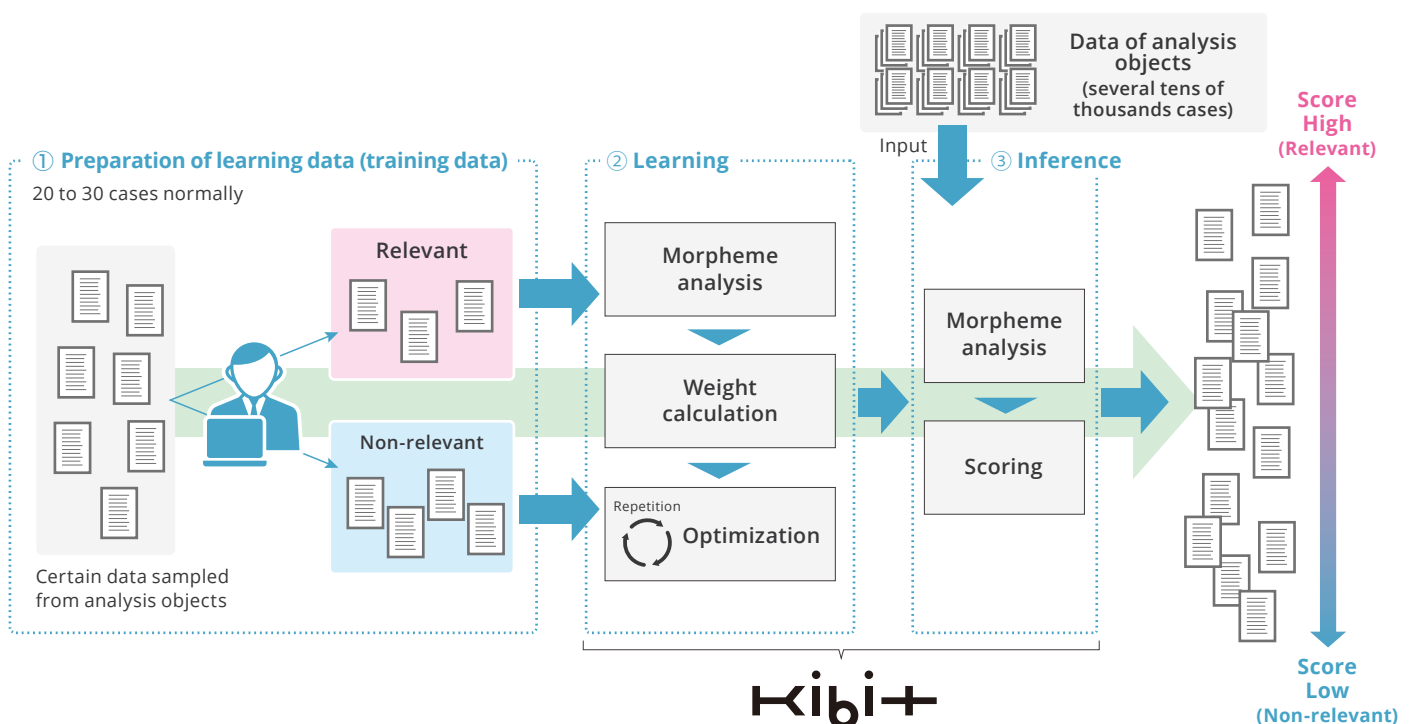 Data of analysis
objects
(several tens of
thousands cases)
Score
High
(Relevant)
Input
① Preparation of learning data (training data)
20 to 30 cases normally
② Learning
③ Inference
Relevant
Non-relevant
Certain data sampled
from analysis objects
Morpheme
analysis
Weight
calculation
Repetition
Optimization
Morpheme
analysis
Scoring
Score
Low
(Non-relevant)
kibit